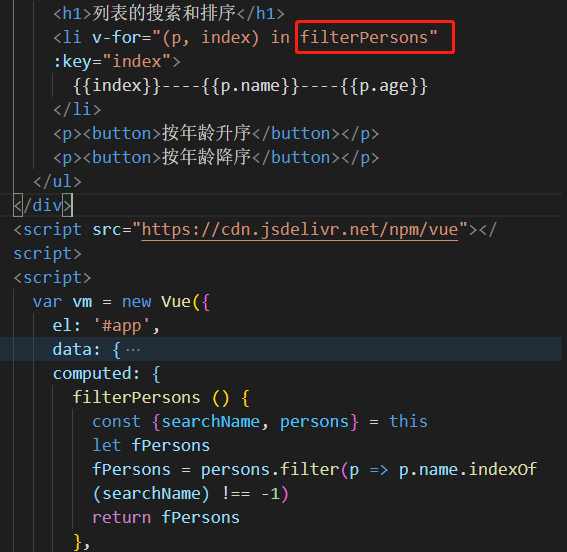 <h1>列表的搜索和排序</h1>
<li v-for="(p, index) in filterPersons"
:key="index">
{{index}}----{{p.name}}----{{p.age}}
</li>
<p><button>按年龄升序</button></p>
<p><button>按年龄降序</button></p>
</ul>
</div>
<script src="https://cdn.jsdelivr.net/npm/vue"></
script>
<script>
var vm = new Vue({
el: '#app',
data: { ⋯
computed: {
filterPersons () {
const {searchName, persons} = this
let fPersons
fPersons = persons.filter(p => p.name.indexOf
(searchName) !== -1)
return fPersons
},